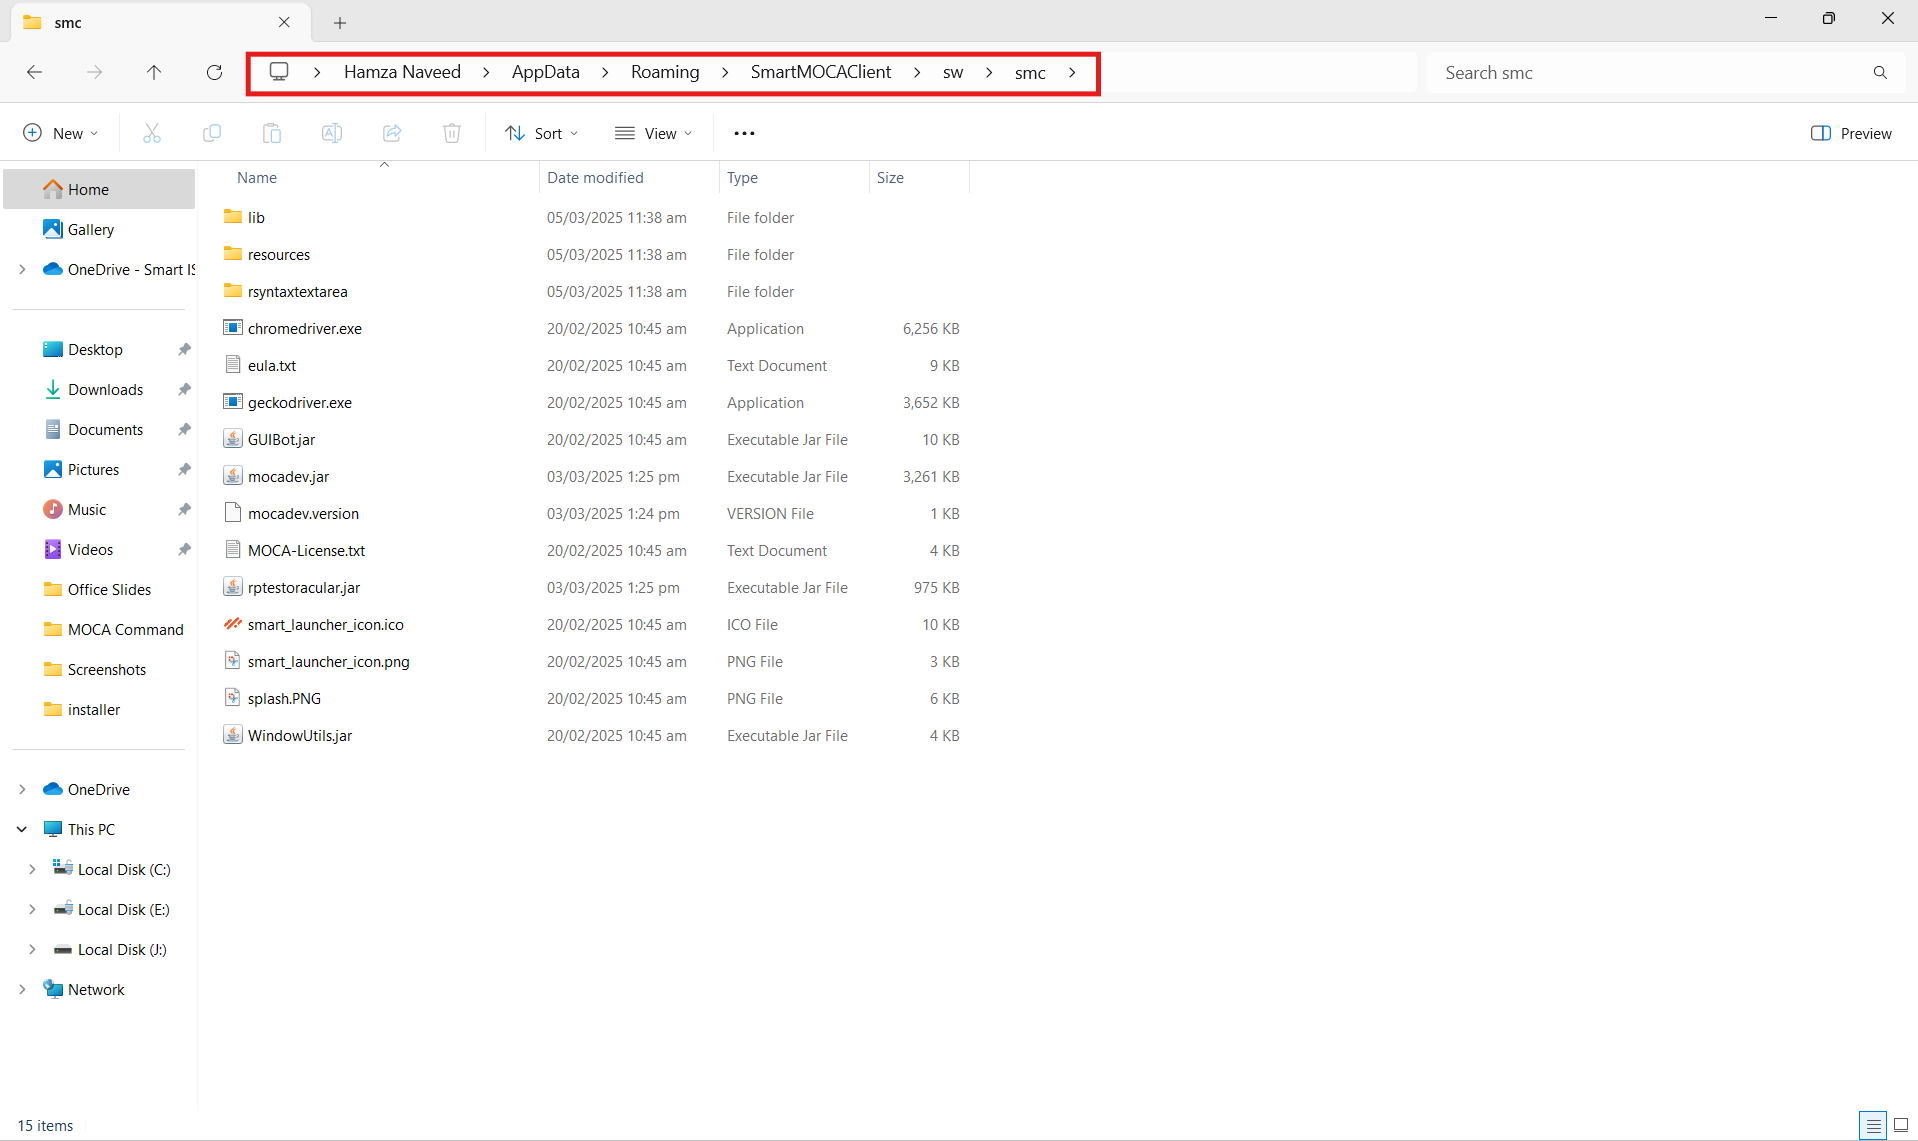 smc
Hamza Naveed AppData Roaming SmartMOCAClient sw smc
Search smc
New Sort View Preview
Home
Gallery
OneDrive - Smart IS
Desktop
Downloads
Documents
Pictures
Music
Videos
Office Slides
MOCA Command
Screenshots
installer
OneDrive
This PC
Local Disk (C:)
Local Disk (E:)
Local Disk (J:)
Network
Name Date modified Type Size
lib 05/03/2025 11:38 am File folder
resources 05/03/2025 11:38 am File folder
rsyntaxtextarea 05/03/2025 11:38 am File folder
chromedriver.exe 20/02/2025 10:45 am Application 6,256 KB
eula.txt 20/02/2025 10:45 am Text Document 9 KB
geckodriver.exe 20/02/2025 10:45 am Application 3,652 KB
GUIBot.jar 20/02/2025 10:45 am Executable Jar File 10 KB
mocadev.jar 03/03/2025 1:25 pm Executable Jar File 3,261 KB
mocadev.version 03/03/2025 1:24 pm VERSION File 1 KB
MOCA-License.txt 20/02/2025 10:45 am Text Document 4 KB
rptestoracular.jar 03/03/2025 1:25 pm Executable Jar File 975 KB
smart_launcher_icon.ico 20/02/2025 10:45 am ICO File 10 KB
smart_launcher_icon.png 20/02/2025 10:45 am PNG File 3 KB
splash.PNG 20/02/2025 10:45 am PNG File 6 KB
WindowUtils.jar 20/02/2025 10:45 am Executable Jar File 4 KB
15 items